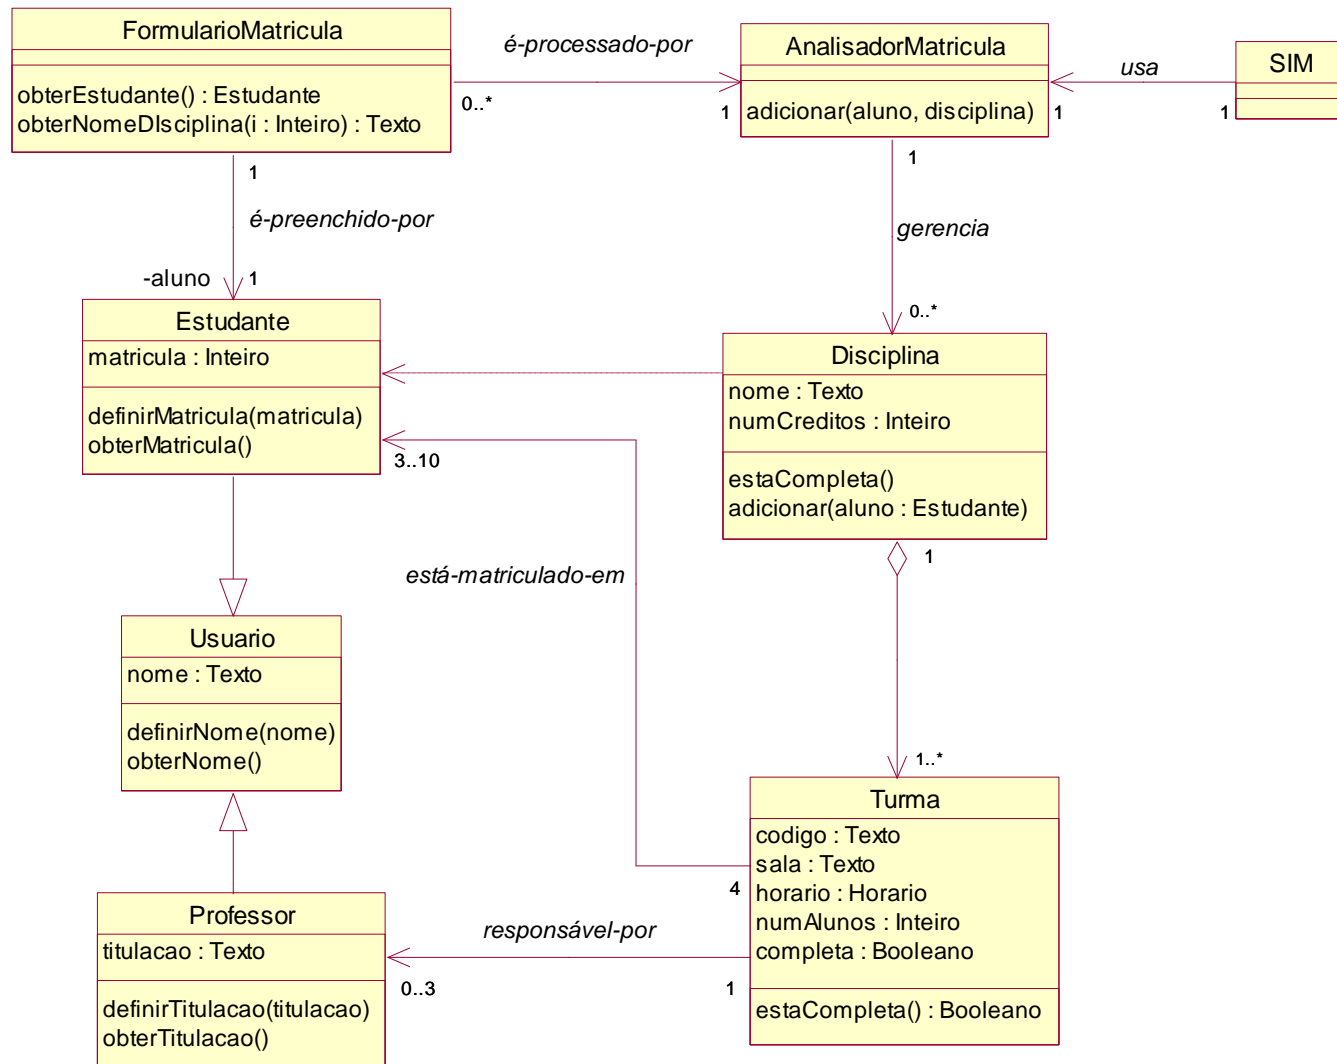 FormularioMatricula
obterEstudante() : Estudante
obterNomeDIsciplina(i : Inteiro) : Texto
é-processado-por
0..*
1
AnalisadorMatricula
adicionar(aluno, disciplina)
usa
1
1
SIM
1
é-preenchido-por
-aluno
1
1
gerencia
0..*
Estudante
matricula : Inteiro
definirMatricula(matricula)
obterMatricula()
3..10
Disciplina
nome : Texto
numCreditos : Inteiro
estaCompleta()
adicionar(aluno : Estudante)
1
está-matriculado-em
Usuario
nome : Texto
definirNome(nome)
obterNome()
1..*
Turma
codigo : Texto
sala : Texto
horario : Horario
numAlunos : Inteiro
completa : Booleano
estaCompleta() : Booleano
4
Professor
titulacao : Texto
definirTitulacao(titulacao)
obterTitulacao()
responsável-por
0..3
1